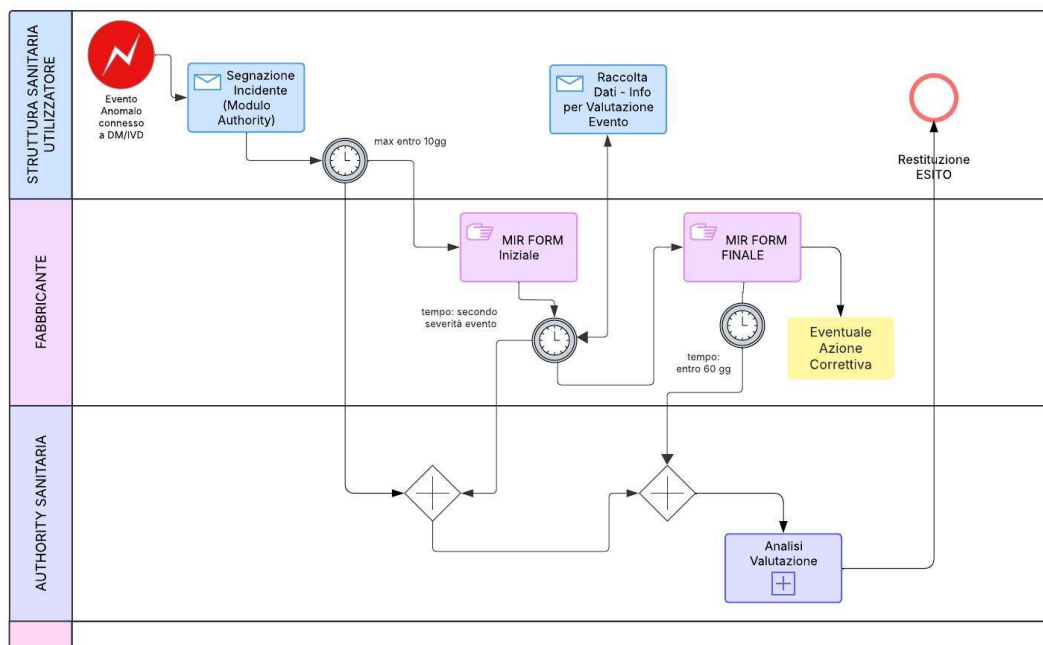 STRUTTURA SANITARIA
UTILIZZATORE
Evento
Anomalo
connesso
a DM/IVD
Segnazione
Incidente
(Modulo
Authority)
max entro 10gg
Raccolta
Dati - Info
per Valutazione
Evento
Restituzione
ESITO
FABBRICANTE
MIR FORM
Iniziale
tempo: secondo
severità evento
MIR FORM
FINALE
tempo:
entro 60 gg
Eventuale
Azione
Correttiva
AUTHORITY SANITARIA
Analisi
Valutazione